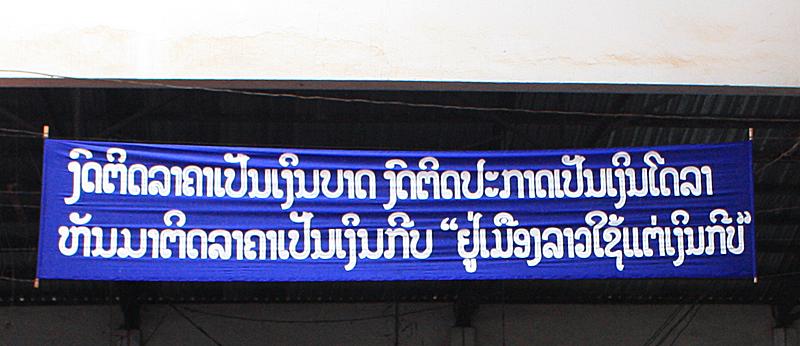 ງົດຕິດລາຄາເປັນເງິນບາດ ງົດຕິດປະກາດເປັນເງິນໂດລາ
ຫັນມາຕິດລາຄາເປັນເງິນກີບ “ຢູ່ເມືອງລາວໃຊ້ແຕ່ເງິນກີບ”